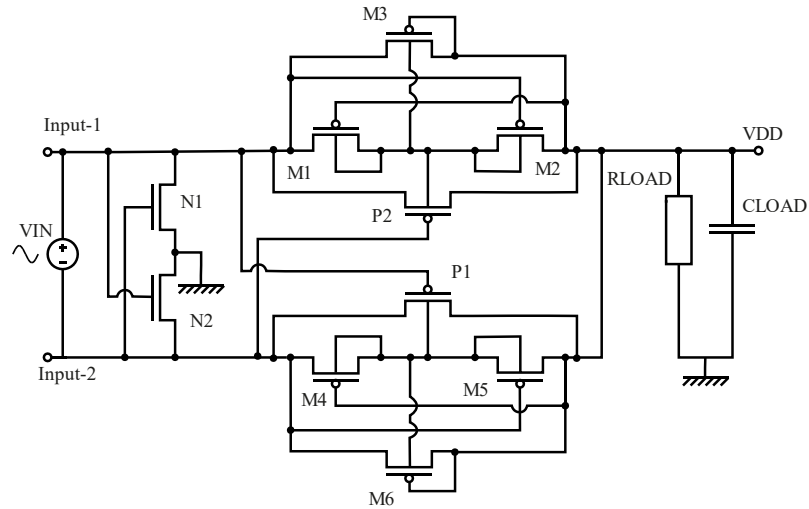 M3
Input-1
VDD
M1
M2
RLOAD
N1
CLOAD
P2
VIN
P1
N2
Input-2
M4
M5
M6